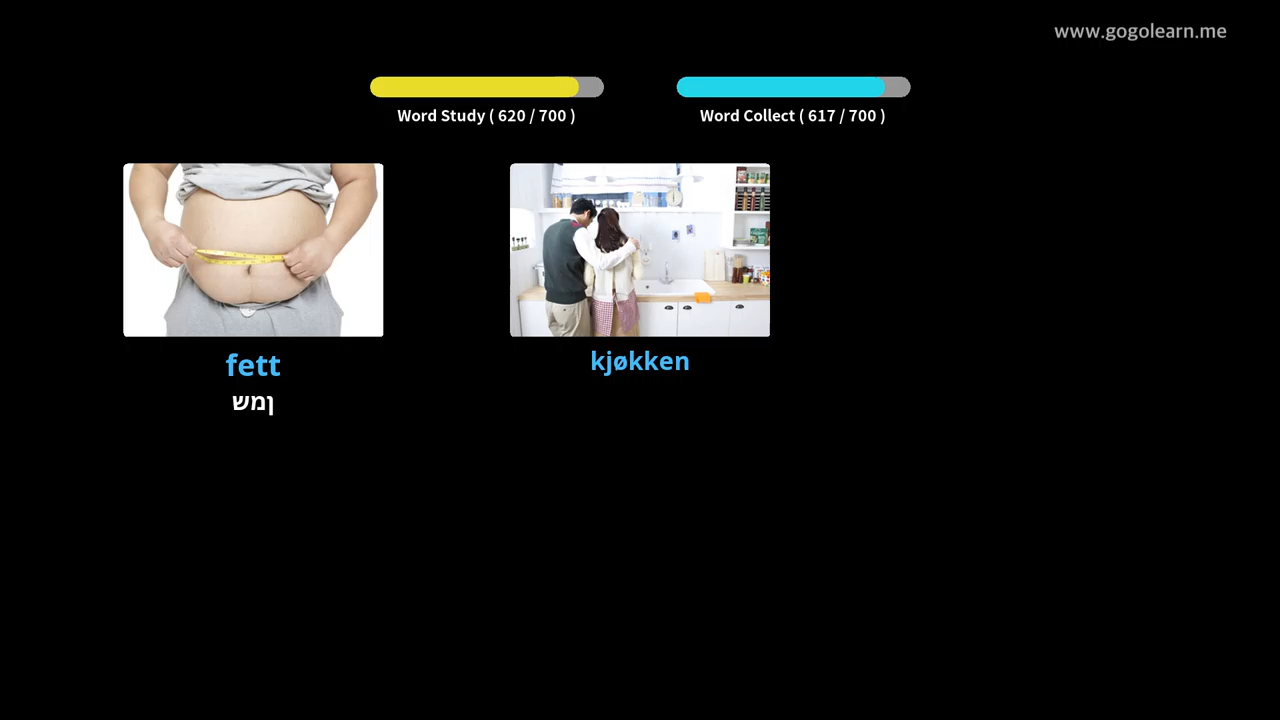 www.gogolearn.me
Word Study ( 620 / 700 )
Word Collect ( 617 / 700 )
fett
שמן
kjøkken